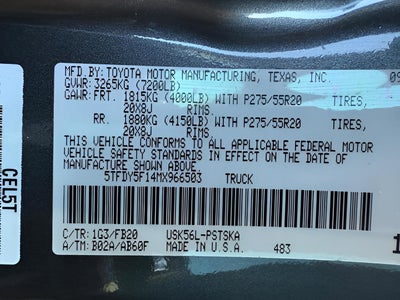 MFD.BY: TOYOTA MOTOR MANUFACTURING, TEXAS, INC. 09
GVWR: 3265KG (7200LB)
GAWR: FRT. 1815KG (4000LB) WITH P275/55R20 TIRES,
20X8J RIMS,
RR. 1880KG (4150LB) WITH P275/55R20 TIRES,
20X8J RIMS.
THIS VEHICLE CONFORMS TO ALL APPLICABLE FEDERAL MOTOR
VEHICLE SAFETY STANDARDS IN EFFECT ON THE DATE OF
MANUFACTURE SHOWN ABOVE.
5TFDY5F14MX966503 TRUCK
C/TR: 1G3/FB20 USK56L-PSTSKA
A/TM: B02A/AB60F MADE IN U.S.A. 483
CEL5T